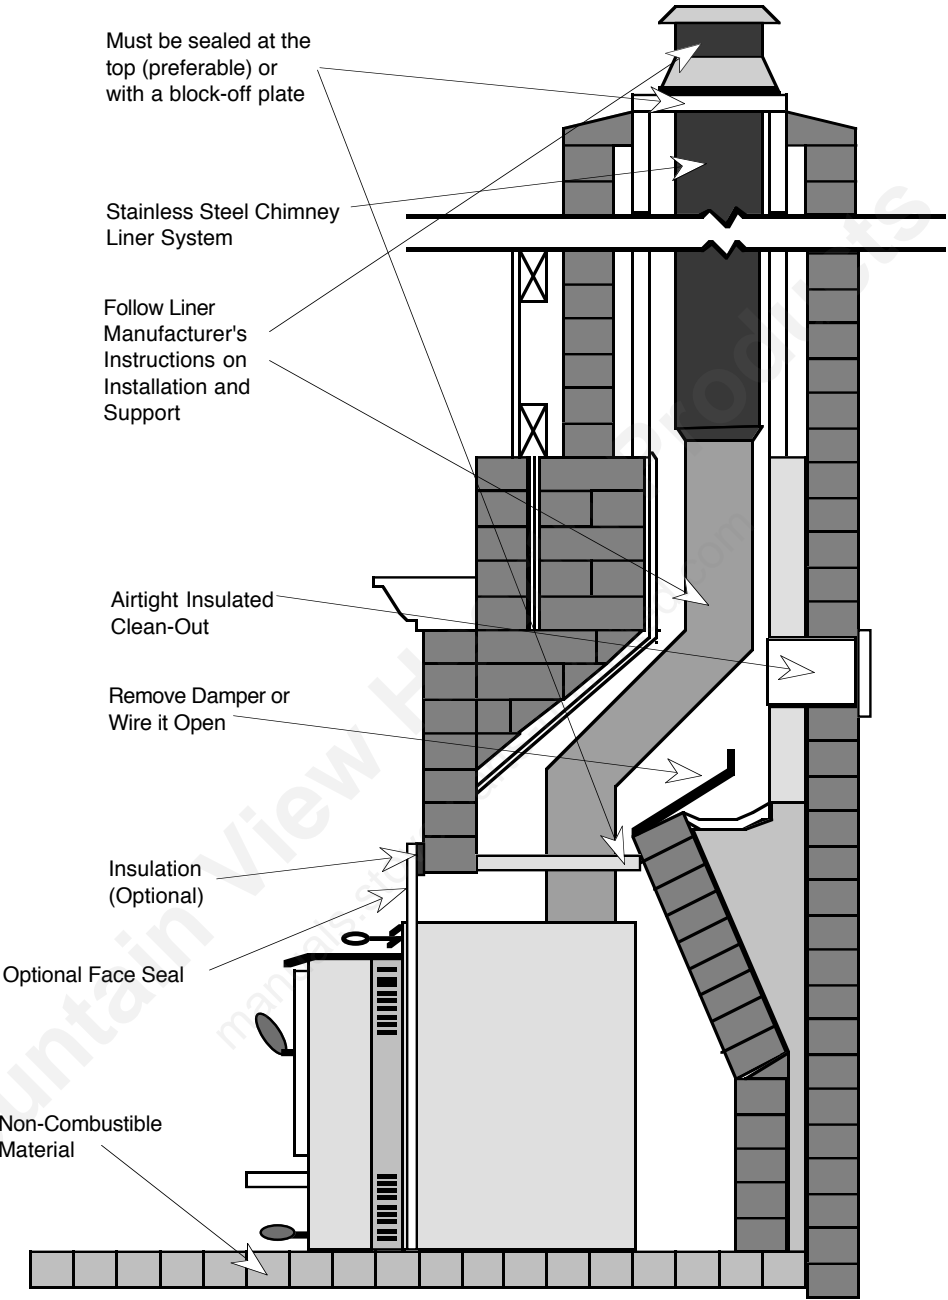 Must be sealed at the
top (preferable) or
with a block-off plate
Stainless Steel Chimney
Liner System
Follow Liner
Manufacturer's
Instructions on
Installation and
Support
Airtight Insulated
Clean-Out
Remove Damper or
Wire it Open
Insulation
(Optional)
Optional Face Seal
Non-Combustible
Material